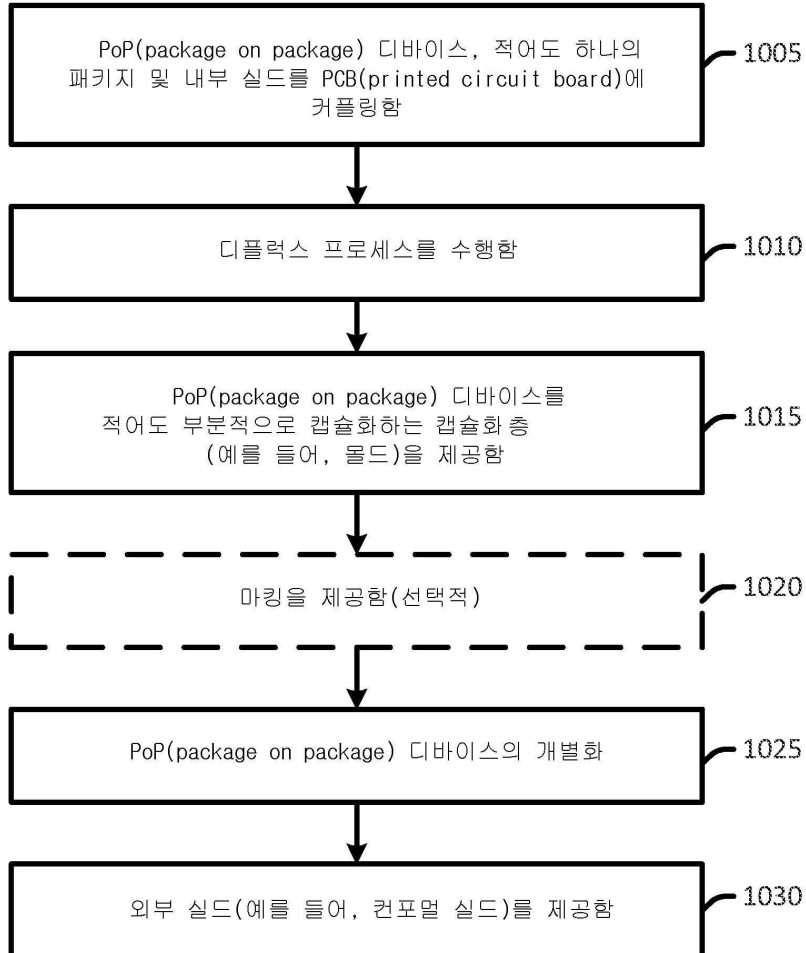 PoP(package on package) 디바이스, 적어도 하나의
패키지 및 내부 실드를 PCB(printed circuit board)에
커플링함
1005
디플럭스 프로세스를 수행함
1010
PoP(package on package) 디바이스를
적어도 부분적으로 캡슐화하는 캡슐화 층
(예를 들어, 몰드)을 제공함
1015
마킹을 제공함(선택적)
1020
PoP(package on package) 디바이스의 개별화
1025
외부 실드(예를 들어, 컨포멀 실드)를 제공함
1030